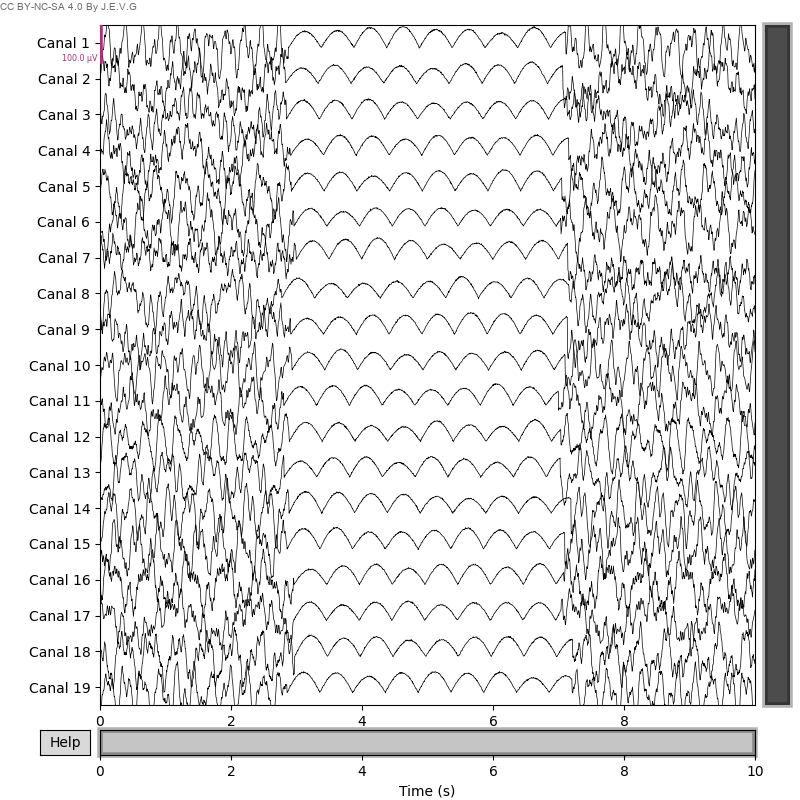 CC BY-NC-SA 4.0 By J.E.V.G
Canal 1
100.0 µV
Canal 2
Canal 3
Canal 4
Canal 5
Canal 6
Canal 7
Canal 8
Canal 9
Canal 10
Canal 11
Canal 12
Canal 13
Canal 14
Canal 15
Canal 16
Canal 17
Canal 18
Canal 19
0 2 4 6 8
Help
0 2 4 6 8 10
Time (s)